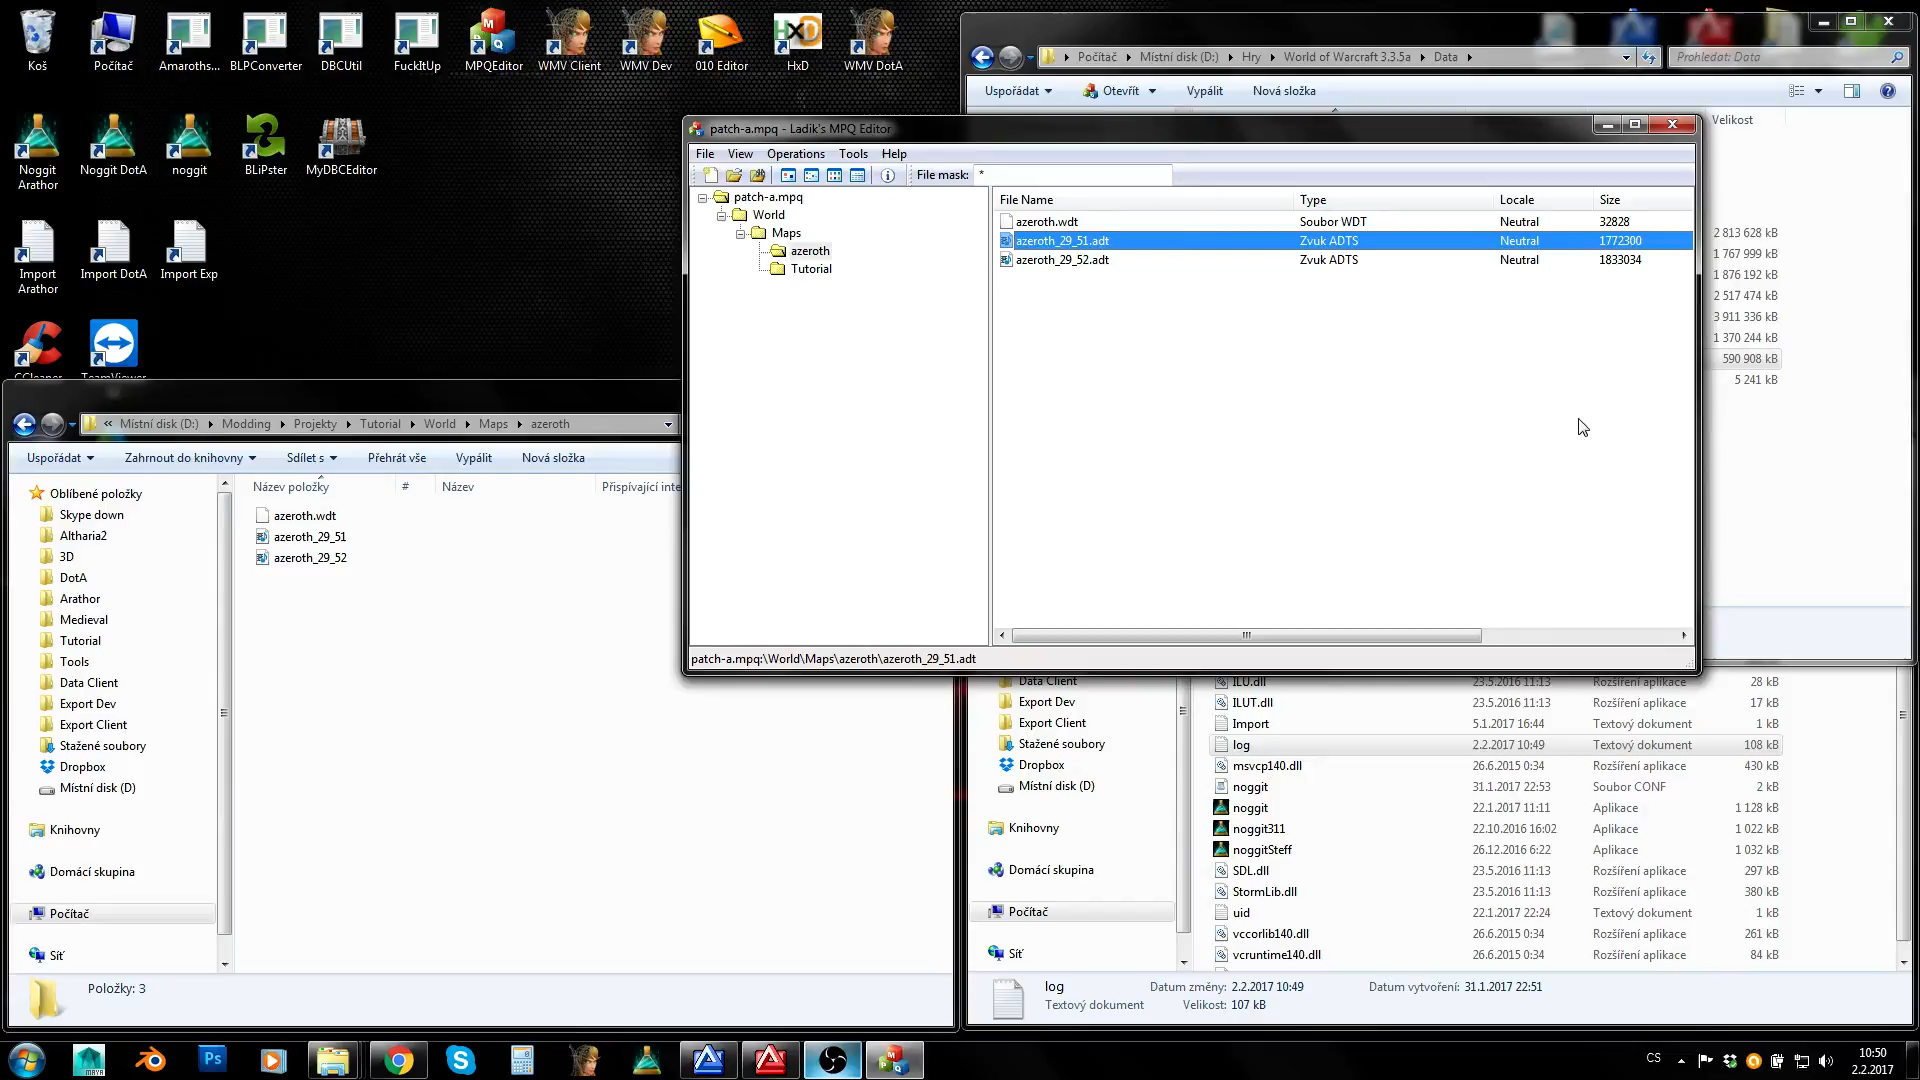 Koš
Počítač
Amaroths...
BLPConverter
DBCUtil
FuckItUp
MPQEditor
WMV Client
WMV Dev
010 Editor
HxD
WMV DotA
Noggit Arathor
Noggit DotA
noggit
BLiPster
MyDBCEditor
Import Arathor
Import DotA
Import Exp
Počítač Místní disk (D:) Hry World of Warcraft 3.3.5a Data
Prohledat: Data
Uspořádat Otevřít Vypálit Nová složka
Velikost
2 813 628 kB
1 767 999 kB
1 876 192 kB
2 517 474 kB
3 911 336 kB
1 370 244 kB
590 908 kB
5 241 kB
patch-a.mpq - Ladik's MPQ Editor
File View Operations Tools Help
File mask: *
patch-a.mpq
World
Maps
azeroth
Tutorial
File Name Type Locale Size
azeroth.wdt Soubor WDT Neutral 32828
azeroth_29_51.adt Zvuk ADTS Neutral 1772300
azeroth_29_52.adt Zvuk ADTS Neutral 1833034
patch-a.mpq:\World\Maps\azeroth\azeroth_29_51.adt
« Místní disk (D:) Modding Projekty Tutorial World Maps azeroth
Uspořádat Zahrnout do knihovny Sdílet s Přehrát vše Vypálit Nová složka
Název položky # Název Přispívající inte
azeroth.wdt
azeroth_29_51
azeroth_29_52
Oblíbené položky
Skype down
Altharia2
3D
DotA
Arathor
Medieval
Tutorial
Tools
Data Client
Export Dev
Export Client
Stažené soubory
Dropbox
Místní disk (D)
Knihovny
Domácí skupina
Počítač
Síť
Položky: 3
Data Client
Export Dev
Export Client
Stažené soubory
Dropbox
Místní disk (D)
Knihovny
Domácí skupina
Počítač
Síť
ILU.dll 23.5.2016 11:13 Rozšíření aplikace 28 kB
ILUT.dll 23.5.2016 11:13 Rozšíření aplikace 17 kB
Import 5.1.2017 16:44 Textový dokument 1 kB
log 2.2.2017 10:49 Textový dokument 108 kB
msvcp140.dll 26.6.2015 0:34 Rozšíření aplikace 430 kB
noggit 31.1.2017 22:53 Soubor CONF 2 kB
noggit 22.1.2017 11:11 Aplikace 1 128 kB
noggit311 22.10.2016 16:02 Aplikace 1 022 kB
noggitSteff 26.12.2016 6:22 Aplikace 1 032 kB
SDL.dll 23.5.2016 11:13 Rozšíření aplikace 297 kB
StormLib.dll 23.5.2016 11:13 Rozšíření aplikace 380 kB
uid 22.1.2017 22:24 Textový dokument 1 kB
vccorlib140.dll 26.6.2015 0:34 Rozšíření aplikace 261 kB
vcruntime140.dll 26.6.2015 0:34 Rozšíření aplikace 84 kB
log Datum změny: 2.2.2017 10:49 Datum vytvoření: 31.1.2017 22:51
Textový dokument Velikost: 107 kB
CS
10:50
2.2.2017